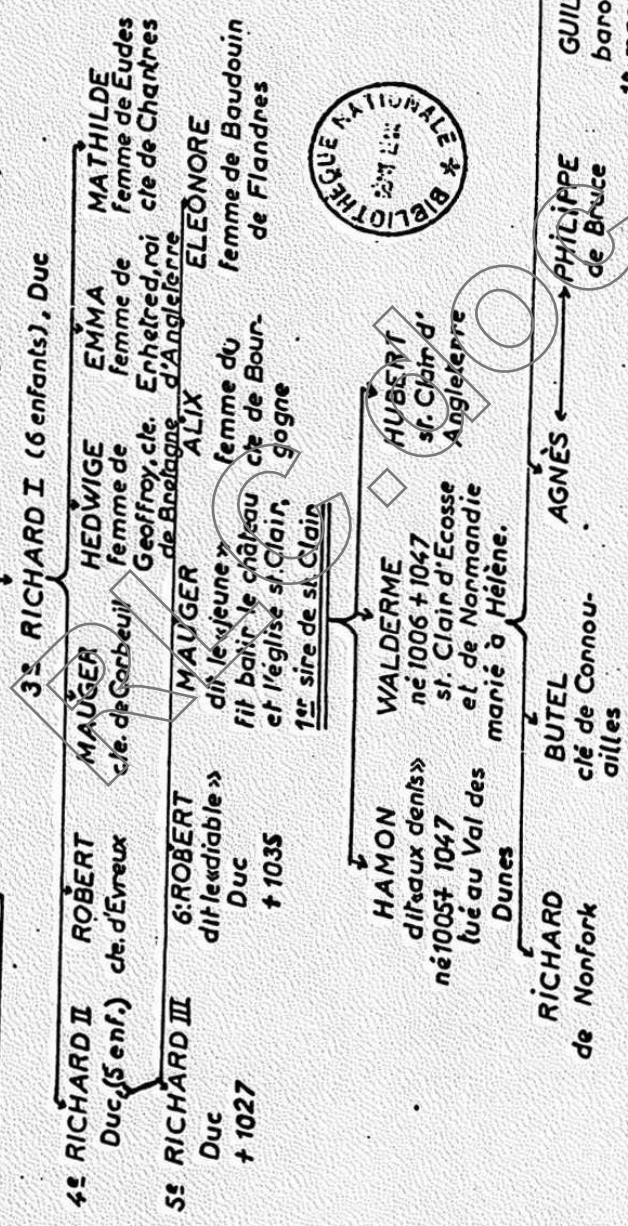 3e RICHARD I (6 enfants), Duc
4e RICHARD II
Duc, (5 enf.)
ROBERT
cte. d'Evreux
MAUGER
cte. de Corbeuil
HEDWIGE
femme de
Geoffroy, cte.
de Bretagne
EMMA
femme de
Enhetred, roi
d'Angleterre
MATHILDE
femme de Eudes
cte de Chartres
5e RICHARD III
Duc
+ 1027
6e ROBERT
dit le «diable»
Duc
+ 1035
MAUGER
dit le «jeune»
Fit batir le château
et l'église st Clair,
1er sire de st. Clair
ALIX
femme du
cte de Bour-
gogne
ELEONORE
femme de Baudouin
de Flandres
BIBLIOTHÈQUE NATIONALE
HAMON
dit «aux dents»
né 1005 + 1047
tué au Val des
Dunes
WALDERME
né 1006 + 1047
st. Clair d'Ecosse
et de Normandie
marié à Hélène.
HUBERT
st. Clair d'
Angleterre
RICHARD
de Nonfork
BUTEL
cté de Cornou-
ailles
AGNÈS
PHILIPPE
de Bruce
GUIL
baro